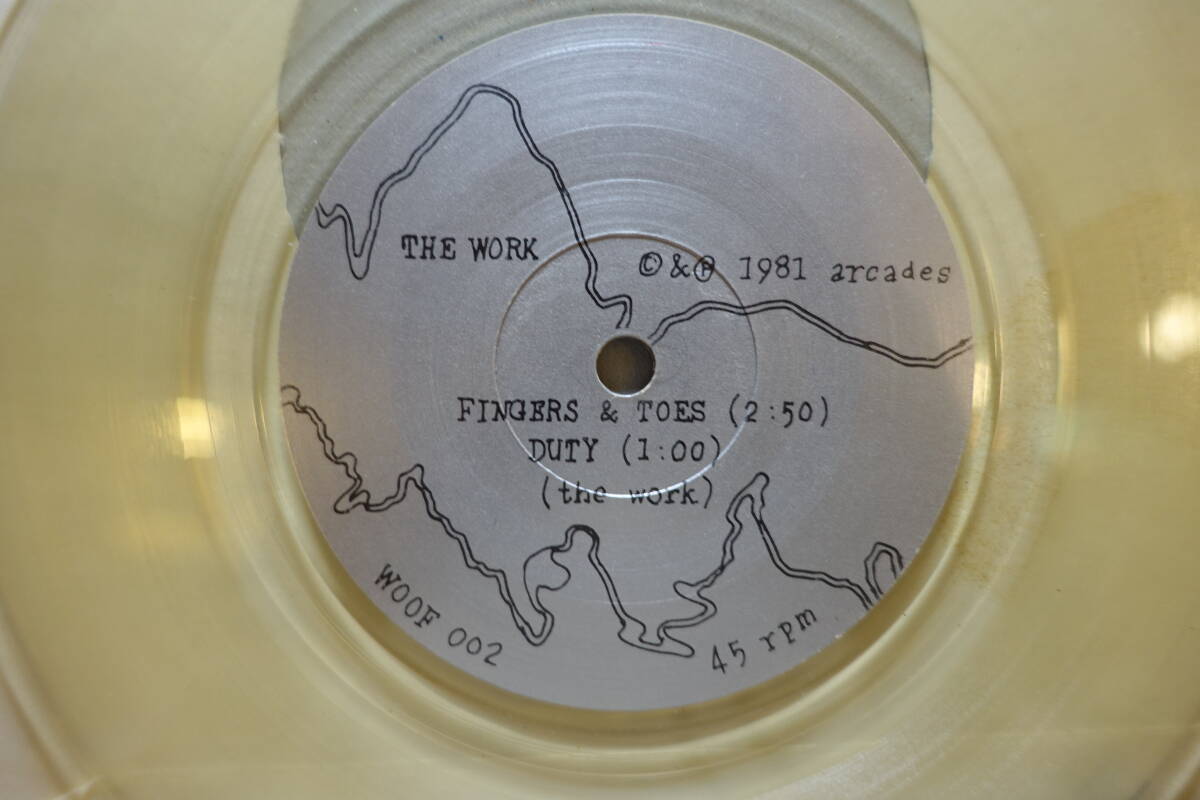 THE WORK
©&℗ 1981 arcades
FINGERS & TOES (2:50)
DUTY (1:00)
(the work)
WOOF 002
45 rpm